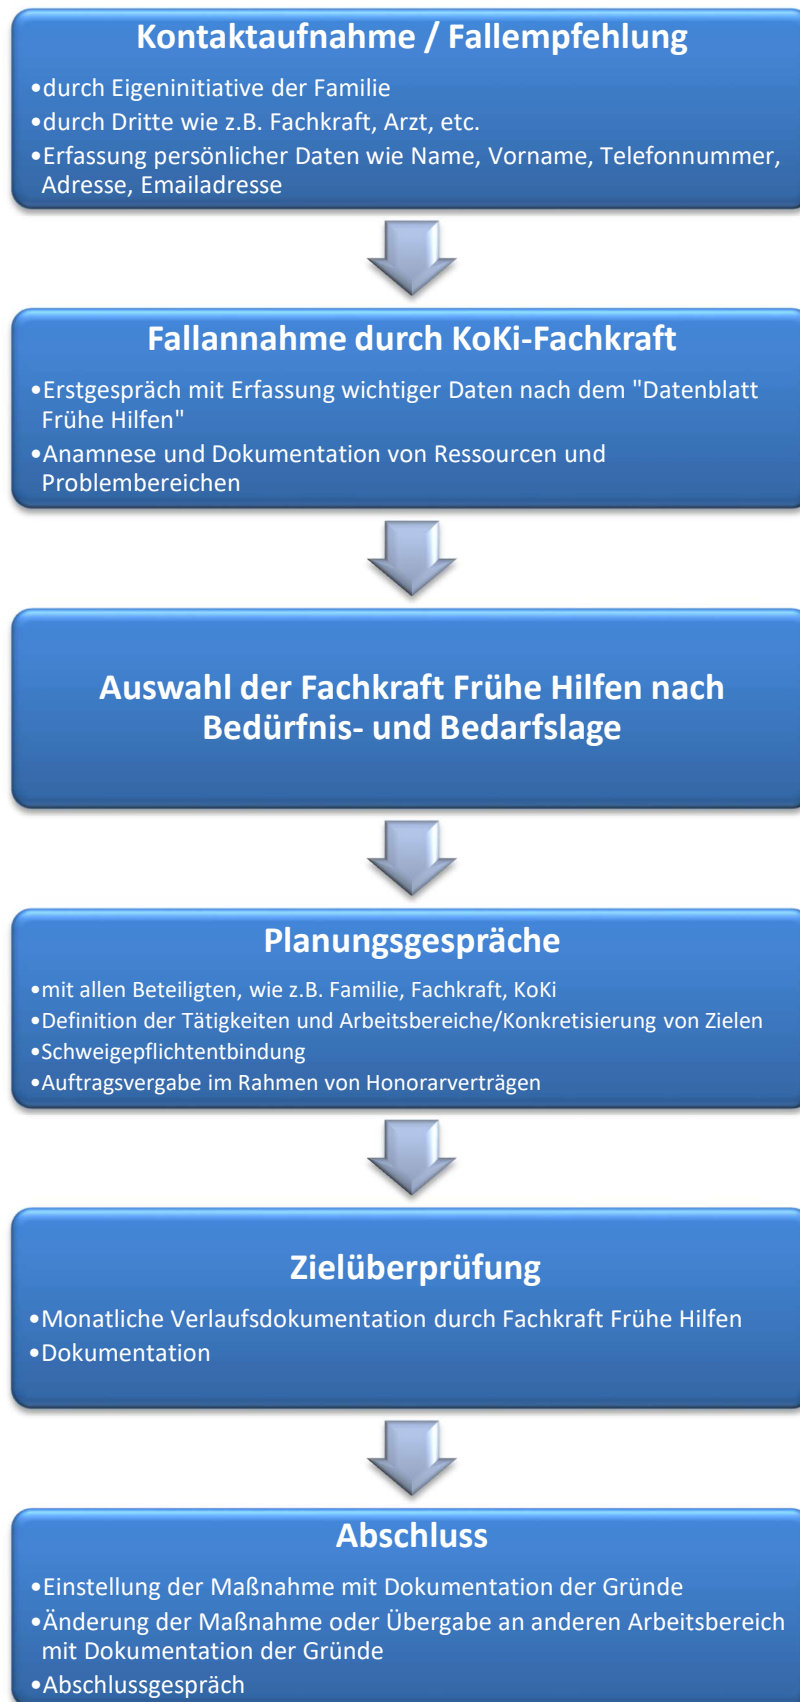 Kontaktaufnahme / Fallempfehlung
•durch Eigeninitiative der Familie
•durch Dritte wie z.B. Fachkraft, Arzt, etc.
•Erfassung persönlicher Daten wie Name, Vorname, Telefonnummer,
Adresse, Emailadresse
Fallannahme durch KoKi-Fachkraft
•Erstgespräch mit Erfassung wichtiger Daten nach dem "Datenblatt
Frühe Hilfen"
•Anamnese und Dokumentation von Ressourcen und
Problembereichen
Auswahl der Fachkraft Frühe Hilfen nach
Bedürfnis- und Bedarfslage
Planungsgespräche
•mit allen Beteiligten, wie z.B. Familie, Fachkraft, KoKi
•Definition der Tätigkeiten und Arbeitsbereiche/Konkretisierung von Zielen
•Schweigepflichtentbindung
•Auftragsvergabe im Rahmen von Honorarverträgen
Zielüberprüfung
•Monatliche Verlaufsdokumentation durch Fachkraft Frühe Hilfen
•Dokumentation
Abschluss
•Einstellung der Maßnahme mit Dokumentation der Gründe
•Änderung der Maßnahme oder Übergabe an anderen Arbeitsbereich
mit Dokumentation der Gründe
•Abschlussgespräch